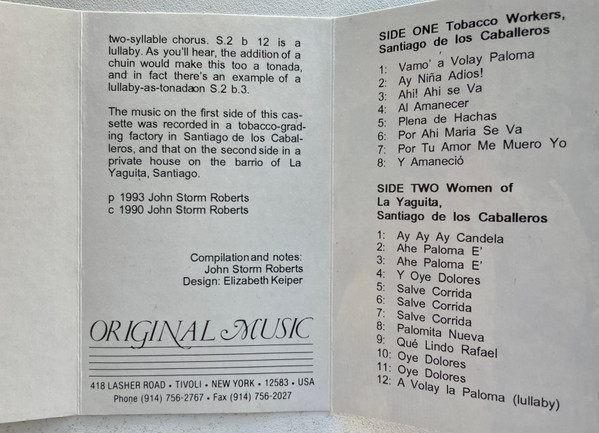 two-syllable chorus. S.2 b 12 is a
lullaby. As you'll hear, the addition of a
chuin would make this too a tonada,
and in fact there's an example of a
lullaby-as-tonadaon S.2 b.3.
The music on the first side of this cas-
sette was recorded in a tobacco-grad-
ing factory in Santiago de los Cabal-
leros, and that on the second side in a
private house on the barrio of La
Yaguita, Santiago.
p 1993 John Storm Roberts
c 1990 John Storm Roberts
Compilation and notes:
John Storm Roberts
Design: Elizabeth Keiper
ORIGINAL MUSIC
418 LASHER ROAD • TIVOLI • NEW YORK • 12583 • USA
Phone (914) 756-2767 • Fax (914) 756-2027
SIDE ONE Tobacco Workers,
Santiago de los Caballeros
1: Vamo' a Volay Paloma
2: Ay Niña Adios!
3: Ahi! Ahi se Va
4: Al Amanecer
5: Plena de Hachas
6: Por Ahi Maria Se Va
7: Por Tu Amor Me Muero Yo
8: Y Amaneció
SIDE TWO Women of
La Yaguita,
Santiago de los Caballeros
1: Ay Ay Ay Candela
2: Ahe Paloma E'
3: Ahe Paloma E'
4: Y Oye Dolores
5: Salve Corrida
6: Salve Corrida
7: Salve Corrida
8: Palomita Nueva
9: Qué Lindo Rafael
10: Oye Dolores
11: Oye Dolores
12: A Volay la Paloma (lullaby)